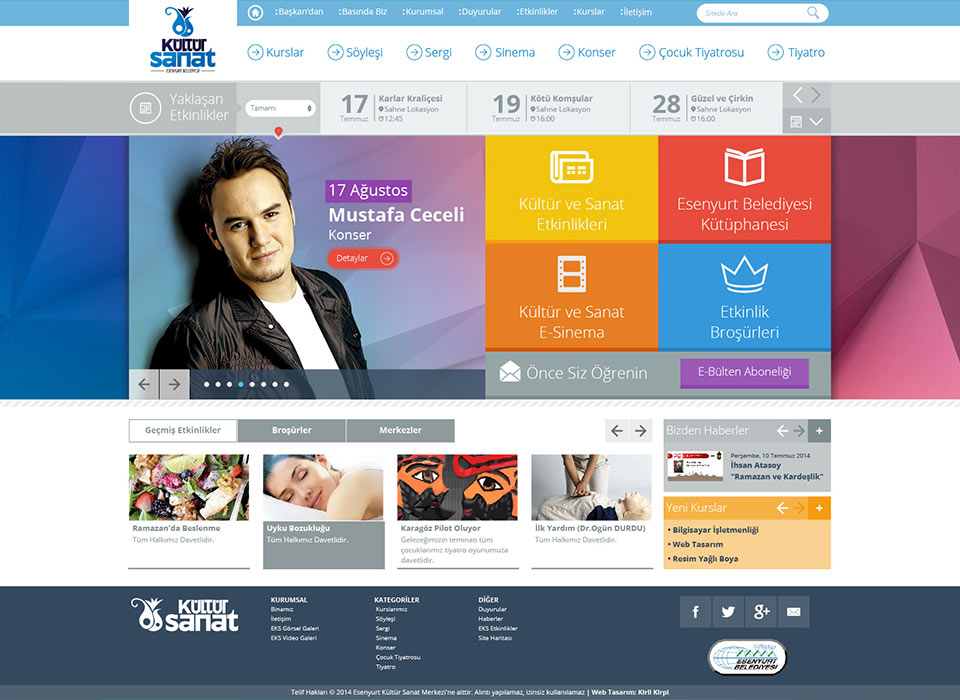 KÜLTÜR
sanat
ESENYURT BELEDİYESİ
:Başkan'dan :Basında Biz :Kurumsal :Duyurular :Etkinlikler :Kurslar :İletişim
Sitede Ara
Kurslar Söyleşi Sergi Sinema Konser Çocuk Tiyatrosu Tiyatro
Yaklaşan
Etkinlikler
Tamamı
17
Temmuz
Karlar Kraliçesi
Sahne Lokasyon
12:45
19
Temmuz
Kötü Komşular
Sahne Lokasyon
16:00
28
Temmuz
Güzel ve Çirkin
Sahne Lokasyon
16:00
17 Ağustos
Mustafa Ceceli
Konser
Detaylar
Kültür ve Sanat
Etkinlikleri
Esenyurt Belediyesi
Kütüphanesi
Kültür ve Sanat
E-Sinema
Etkinlik
Broşürleri
Önce Siz Öğrenin
E-Bülten Aboneliği
Geçmiş Etkinlikler
Broşürler
Merkezler
Ramazan'da Beslenme
Tüm Halkımız Davetlidir.
Uyku Bozukluğu
Tüm Halkımız Davetlidir.
Karagöz Pilot Oluyor
Geleceğimizin teminatı tüm
çocuklarımız tiyatro oyunumuza
davetlidir.
İlk Yardım (Dr.Ogün DURDU)
Tüm Halkımız Davetlidir.
Bizden Haberler
+
Perşembe, 10 Temmuz 2014
İhsan Atasoy
"Ramazan ve Kardeşlik"
Yeni Kurslar
+
• Bilgisayar İşletmenliği
• Web Tasarım
• Resim Yağlı Boya
KÜLTÜR
sanat
KURUMSAL
Binamız
İletişim
EKS Görsel Galeri
EKS Video Galeri
KATEGORİLER
Kurslarımız
Söyleşi
Sergi
Sinema
Konser
Çocuk Tiyatrosu
Tiyatro
DİĞER
Duyurular
Haberler
EKS Etkinlikler
Site Haritası
f
g+
ESENYURT
BELEDİYESİ
Telif Hakları © 2014 Esenyurt Kültür Sanat Merkezi'ne aittir. Alıntı yapılamaz, izinsiz kullanılamaz | Web Tasarım: Kirli Kirpi